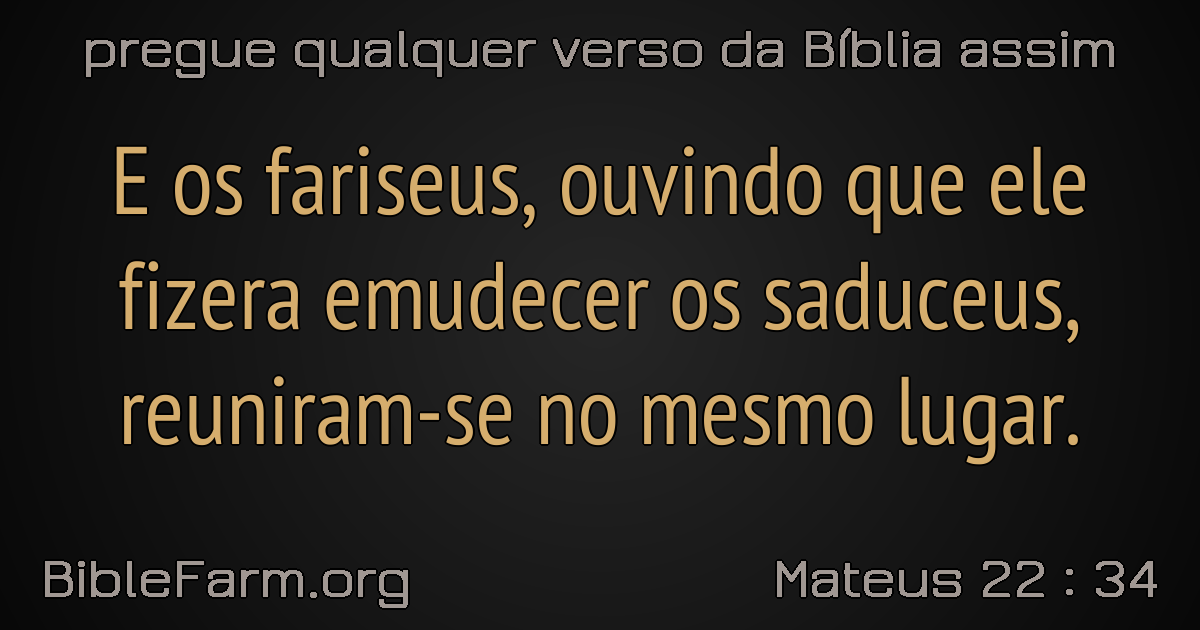 pregue qualquer verso da Bíblia assim
E os fariseus, ouvindo que ele
fizera emudecer os saduceus,
reuniram-se no mesmo lugar.
BibleFarm.org
Mateus 22 : 34